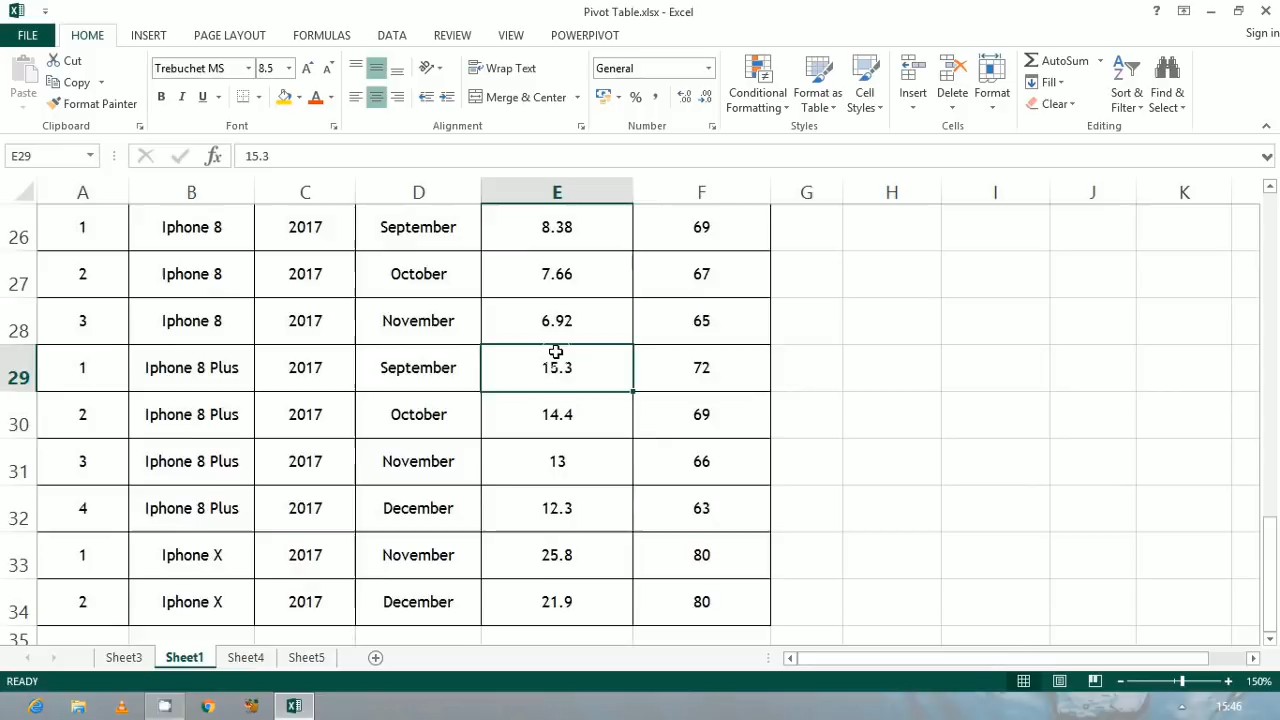 Pivot Table.xlsx - Excel
?
FILE HOME INSERT PAGE LAYOUT FORMULAS DATA REVIEW VIEW POWERPIVOT Sign in
Paste
Cut
Copy
Format Painter
Clipboard
Trebuchet MS 8.5
B I U A
Font
Wrap Text
Merge & Center
Alignment
General
% ,
Number
Conditional Formatting
Format as Table
Cell Styles
Styles
Insert Delete Format
Cells
AutoSum
Fill
Clear
Sort & Filter
Find & Select
Editing
E29 fx 15.3
A B C D E F G H I J K
26 1 Iphone 8 2017 September 8.38 69
27 2 Iphone 8 2017 October 7.66 67
28 3 Iphone 8 2017 November 6.92 65
29 1 Iphone 8 Plus 2017 September 15.3 72
30 2 Iphone 8 Plus 2017 October 14.4 69
31 3 Iphone 8 Plus 2017 November 13 66
32 4 Iphone 8 Plus 2017 December 12.3 63
33 1 Iphone X 2017 November 25.8 80
34 2 Iphone X 2017 December 21.9 80
35
Sheet3 Sheet1 Sheet4 Sheet5
READY 150%
15:46